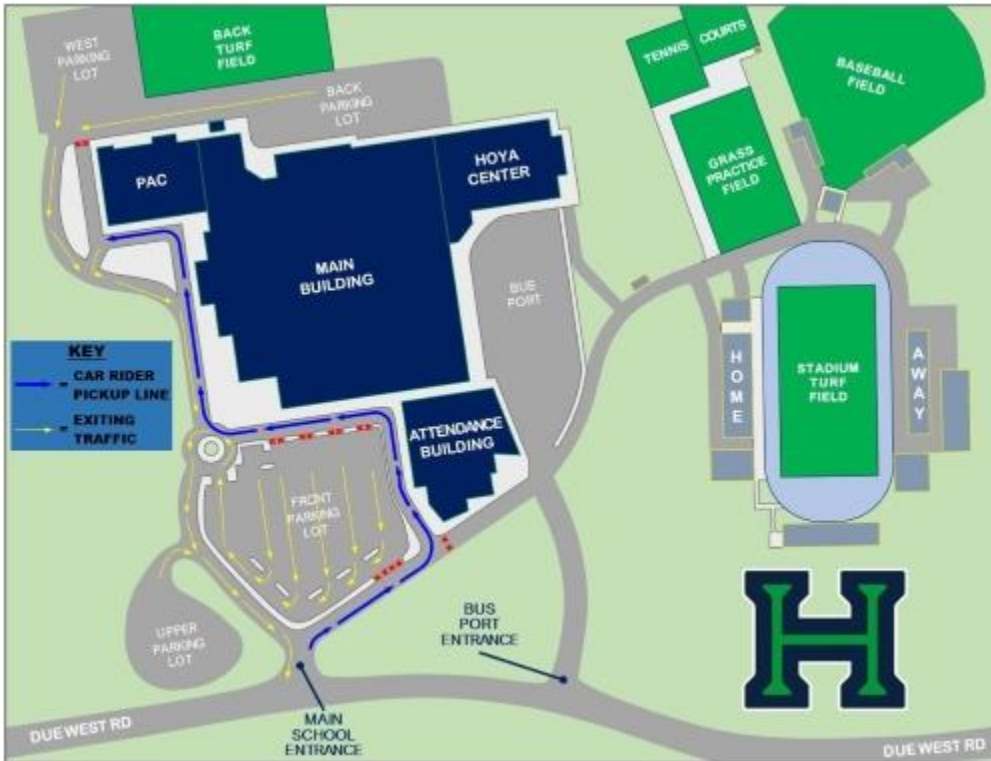 WEST
PARKING
LOT
BACK
TURF
FIELD
BACK
PARKING
LOT
TENNIS
COURTS
BASEBALL
FIELD
GRASS
PRACTICE
FIELD
PAC
HOYA
CENTER
MAIN
BUILDING
BUE
PORT
KEY
= CAR RIDER
PICKUP LINE
= EXITING
TRAFFIC
HOME
STADIUM
TURF
FIELD
AWAY
ATTENDANCE
BUILDING
FRONT
PARKING
LOT
UPPER
PARKING
LOT
BUS
PORT
ENTRANCE
H
MAIN
SCHOOL
ENTRANCE
DUE WEST RD
DUE WEST RD